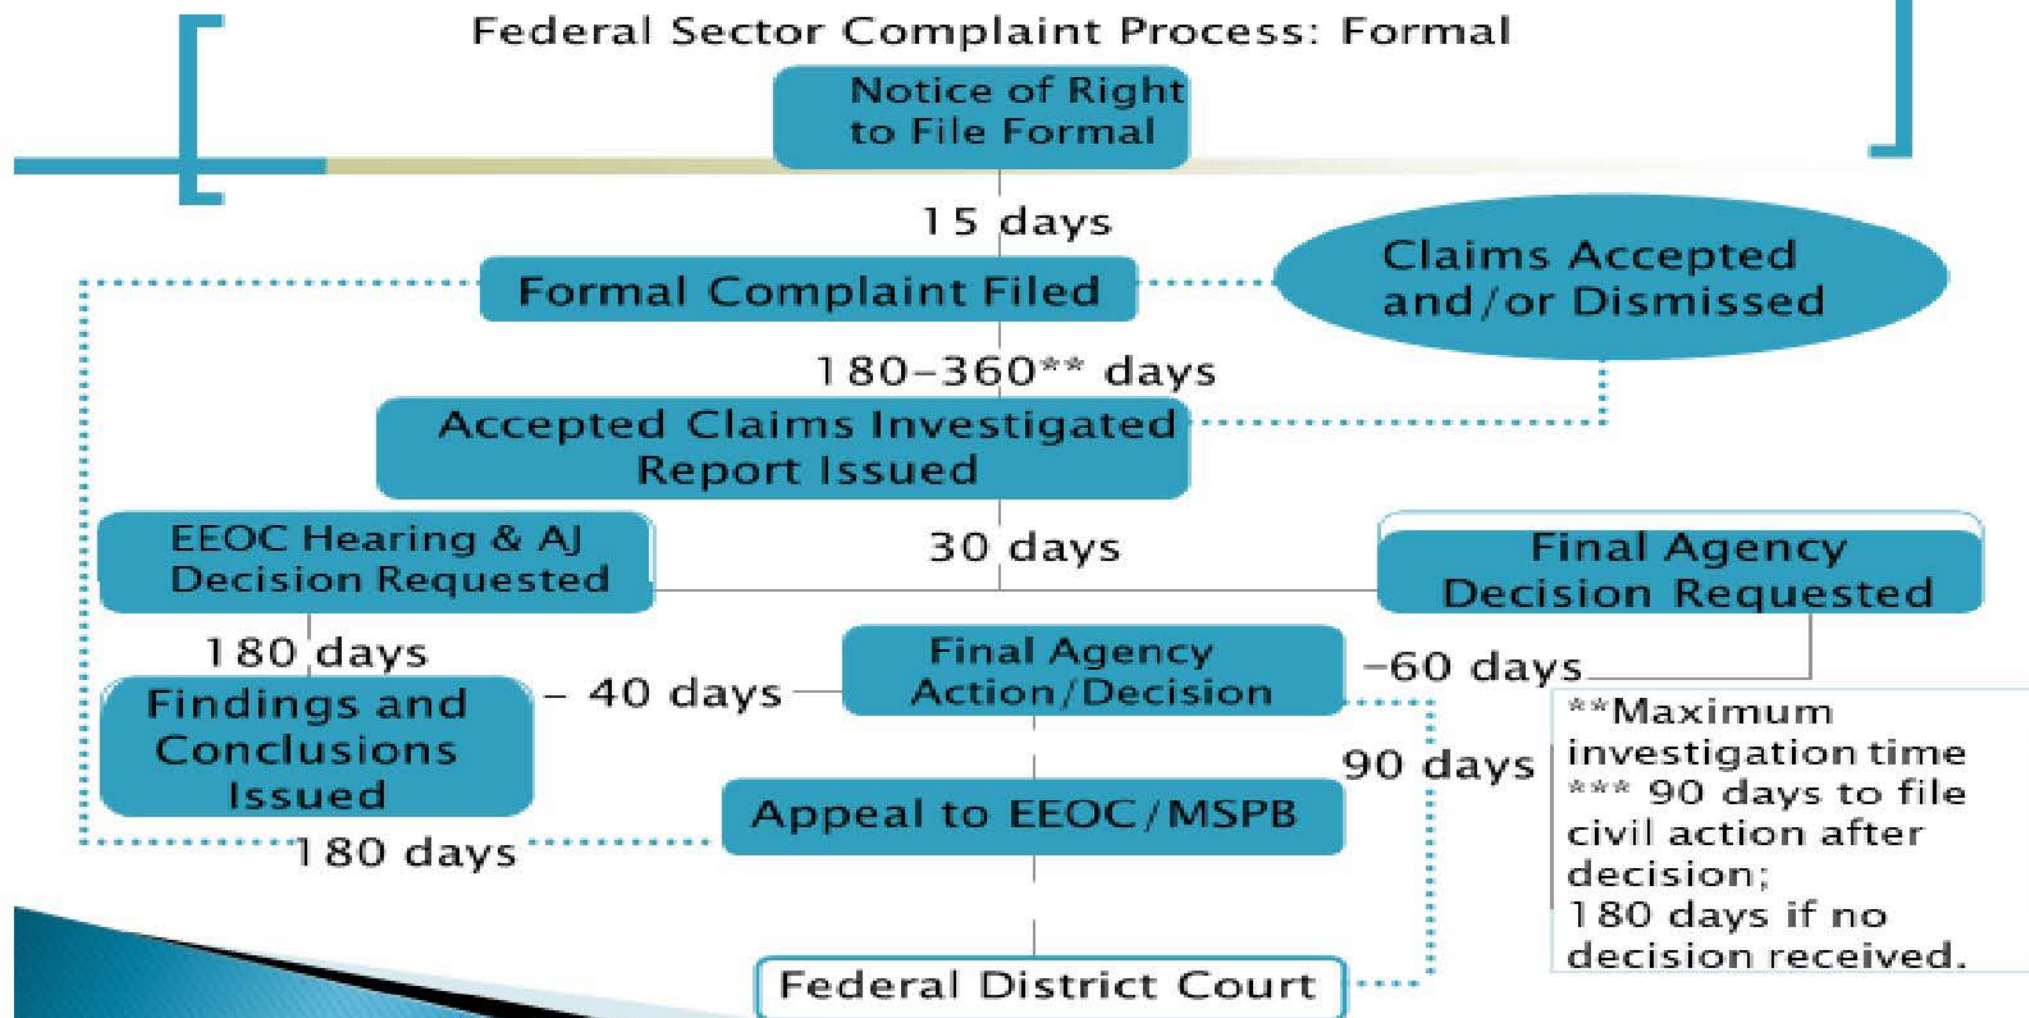 Federal Sector Complaint Process: Formal
Notice of Right
to File Formal
15 days
Formal Complaint Filed
Claims Accepted
and/or Dismissed
180–360** days
Accepted Claims Investigated
Report Issued
30 days
EEOC Hearing & AJ
Decision Requested
Final Agency
Decision Requested
180 days
Final Agency
Action/Decision
–60 days
– 40 days
Findings and
Conclusions
Issued
90 days
Appeal to EEOC/MSPB
180 days
**Maximum
investigation time
*** 90 days to file
civil action after
decision;
180 days if no
decision received.
Federal District Court